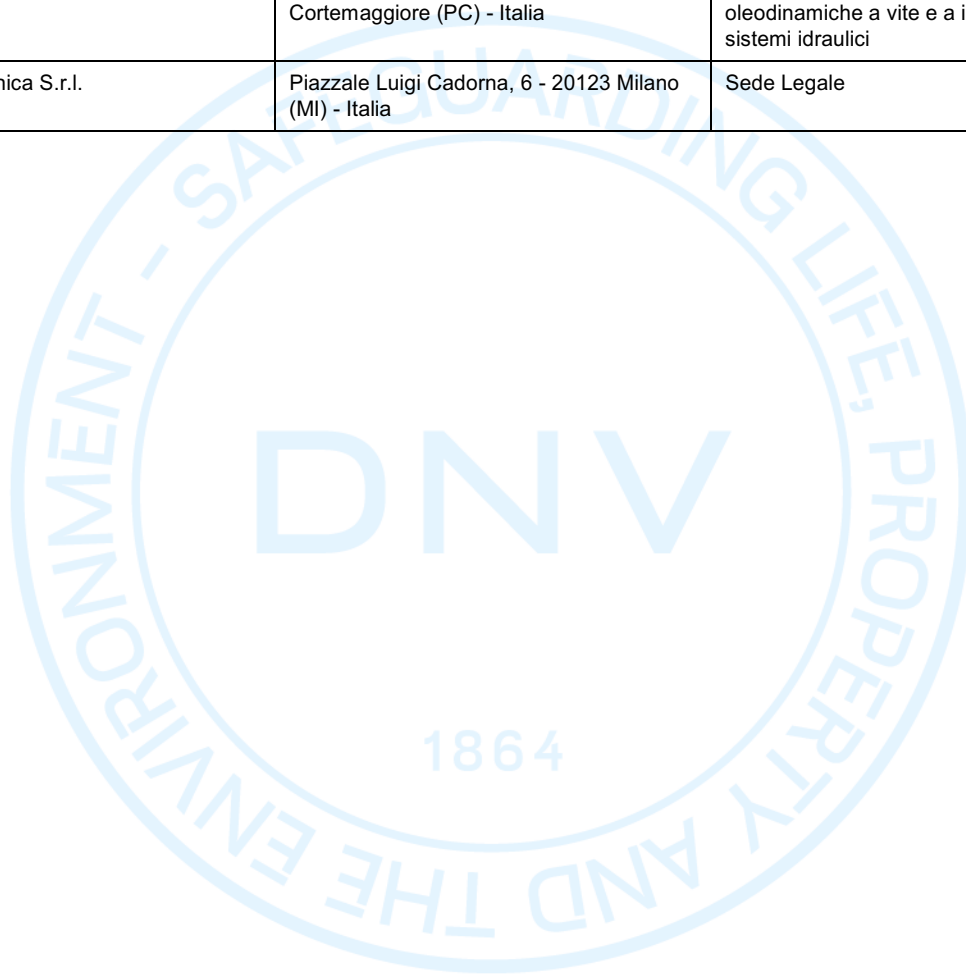 Cortemaggiore (PC) - Italia
oleodinamiche a vite e a i
sistemi idraulici
nica S.r.l.
Piazzale Luigi Cadorna, 6 - 20123 Milano
(MI) - Italia
Sede Legale
SAFEGUARDING LIFE, PROPERTY AND THE ENVIRONMENT -
DNV
1864